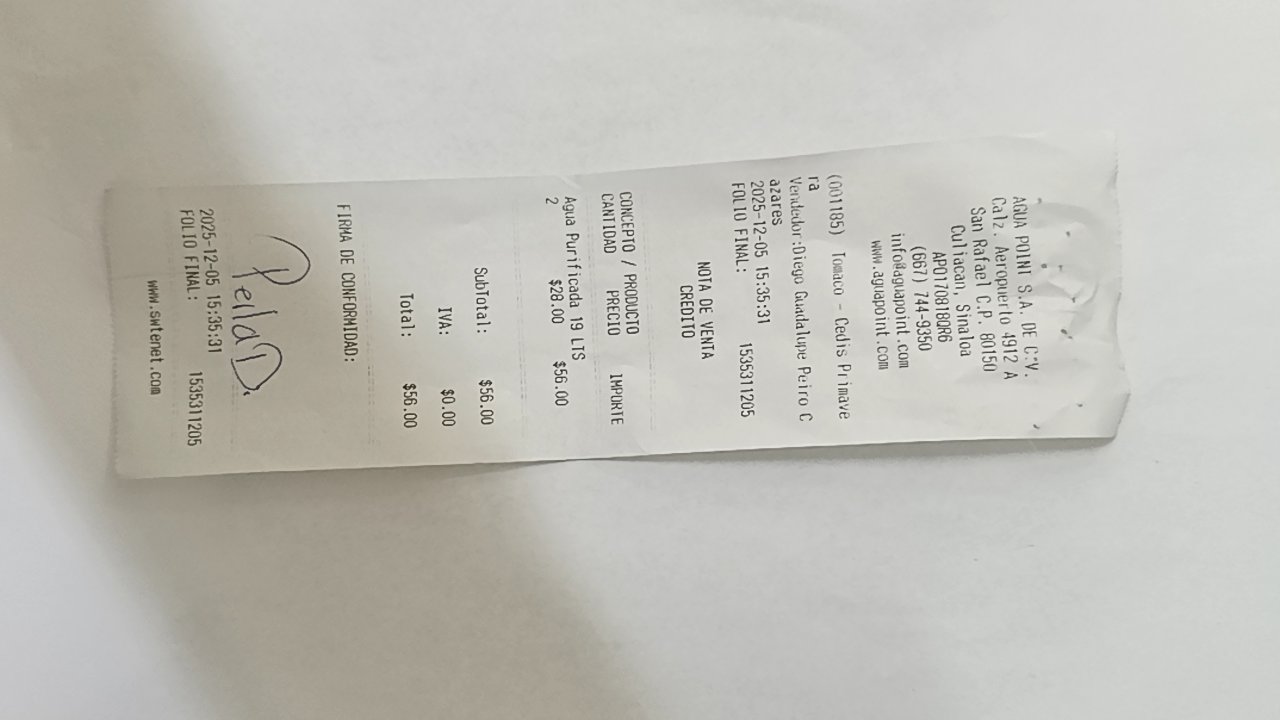 AGUA POINT S.A. DE C.V.
Calz. Aeropuerto 4912 A
San Rafael C.P. 80150
Culiacan, Sinaloa
APO170818QR6
(667) 744-9350
info@aguapoint.com
www.aguapoint.com
(001185) Tomaco - Cedis Primave
ra
Vendedor:Diego Guadalupe Peiro C
azares
2025-12-05 15:35:31
FOLIO FINAL: 1535311205
NOTA DE VENTA
CREDITO
CONCEPTO / PRODUCTO
CANTIDAD PRECIO IMPORTE
Agua Purificada 19 LTS
2 $28.00 $56.00
SubTotal: $56.00
IVA: $0.00
Total: $56.00
FIRMA DE CONFORMIDAD:
2025-12-05 15:35:31
FOLIO FINAL: 1535311205
www.swtenet.com